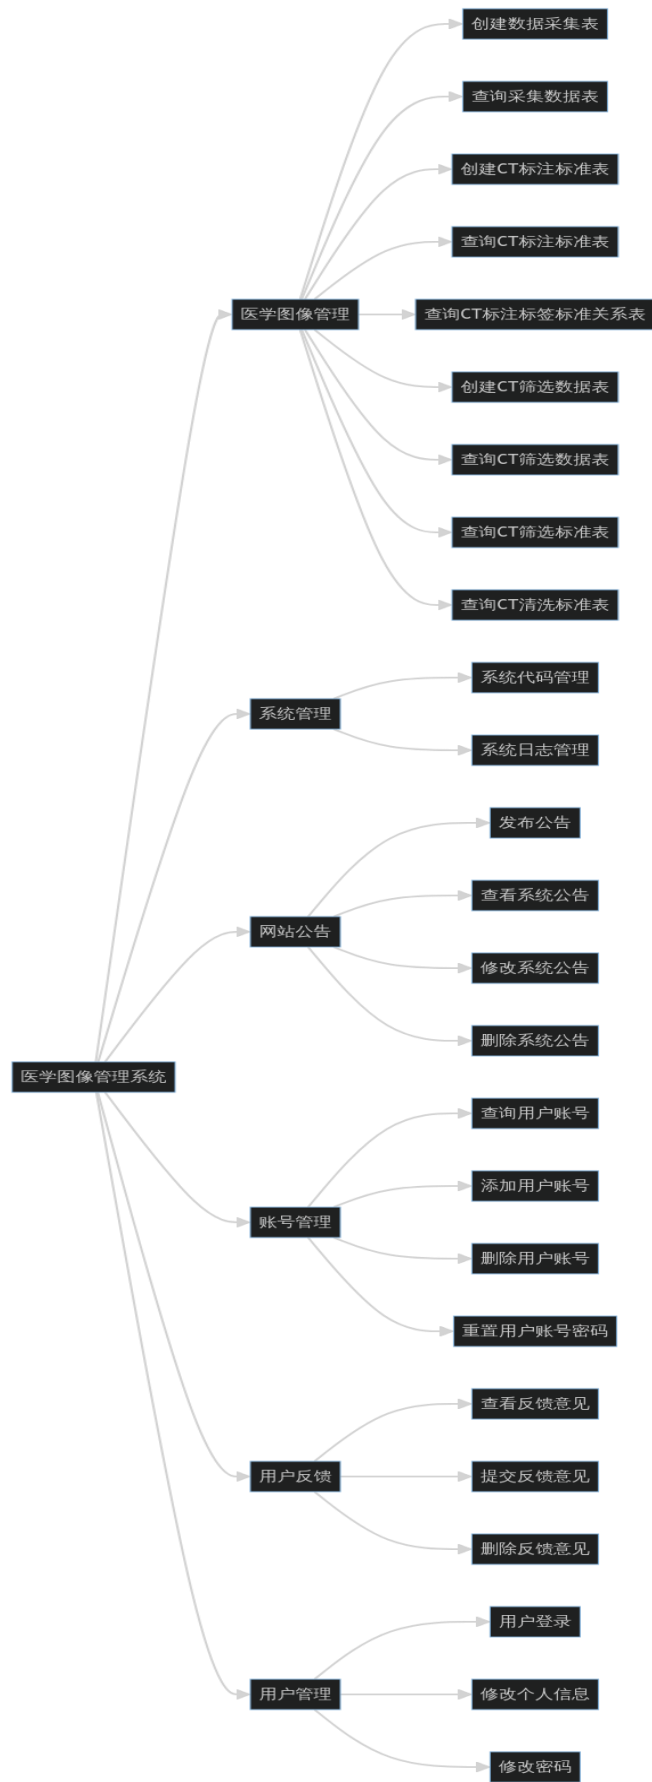 创建数据采集表
查询采集数据表
创建CT标注标准表
查询CT标注标准表
医学图像管理
查询CT标注标签标准关系表
创建CT筛选数据表
查询CT筛选数据表
查询CT筛选标准表
查询CT清洗标准表
系统代码管理
系统管理
系统日志管理
发布公告
查看系统公告
网站公告
修改系统公告
删除系统公告
医学图像管理系统
查询用户账号
添加用户账号
账号管理
删除用户账号
重置用户账号密码
查看反馈意见
用户反馈
提交反馈意见
删除反馈意见
用户登录
用户管理
修改个人信息
修改密码